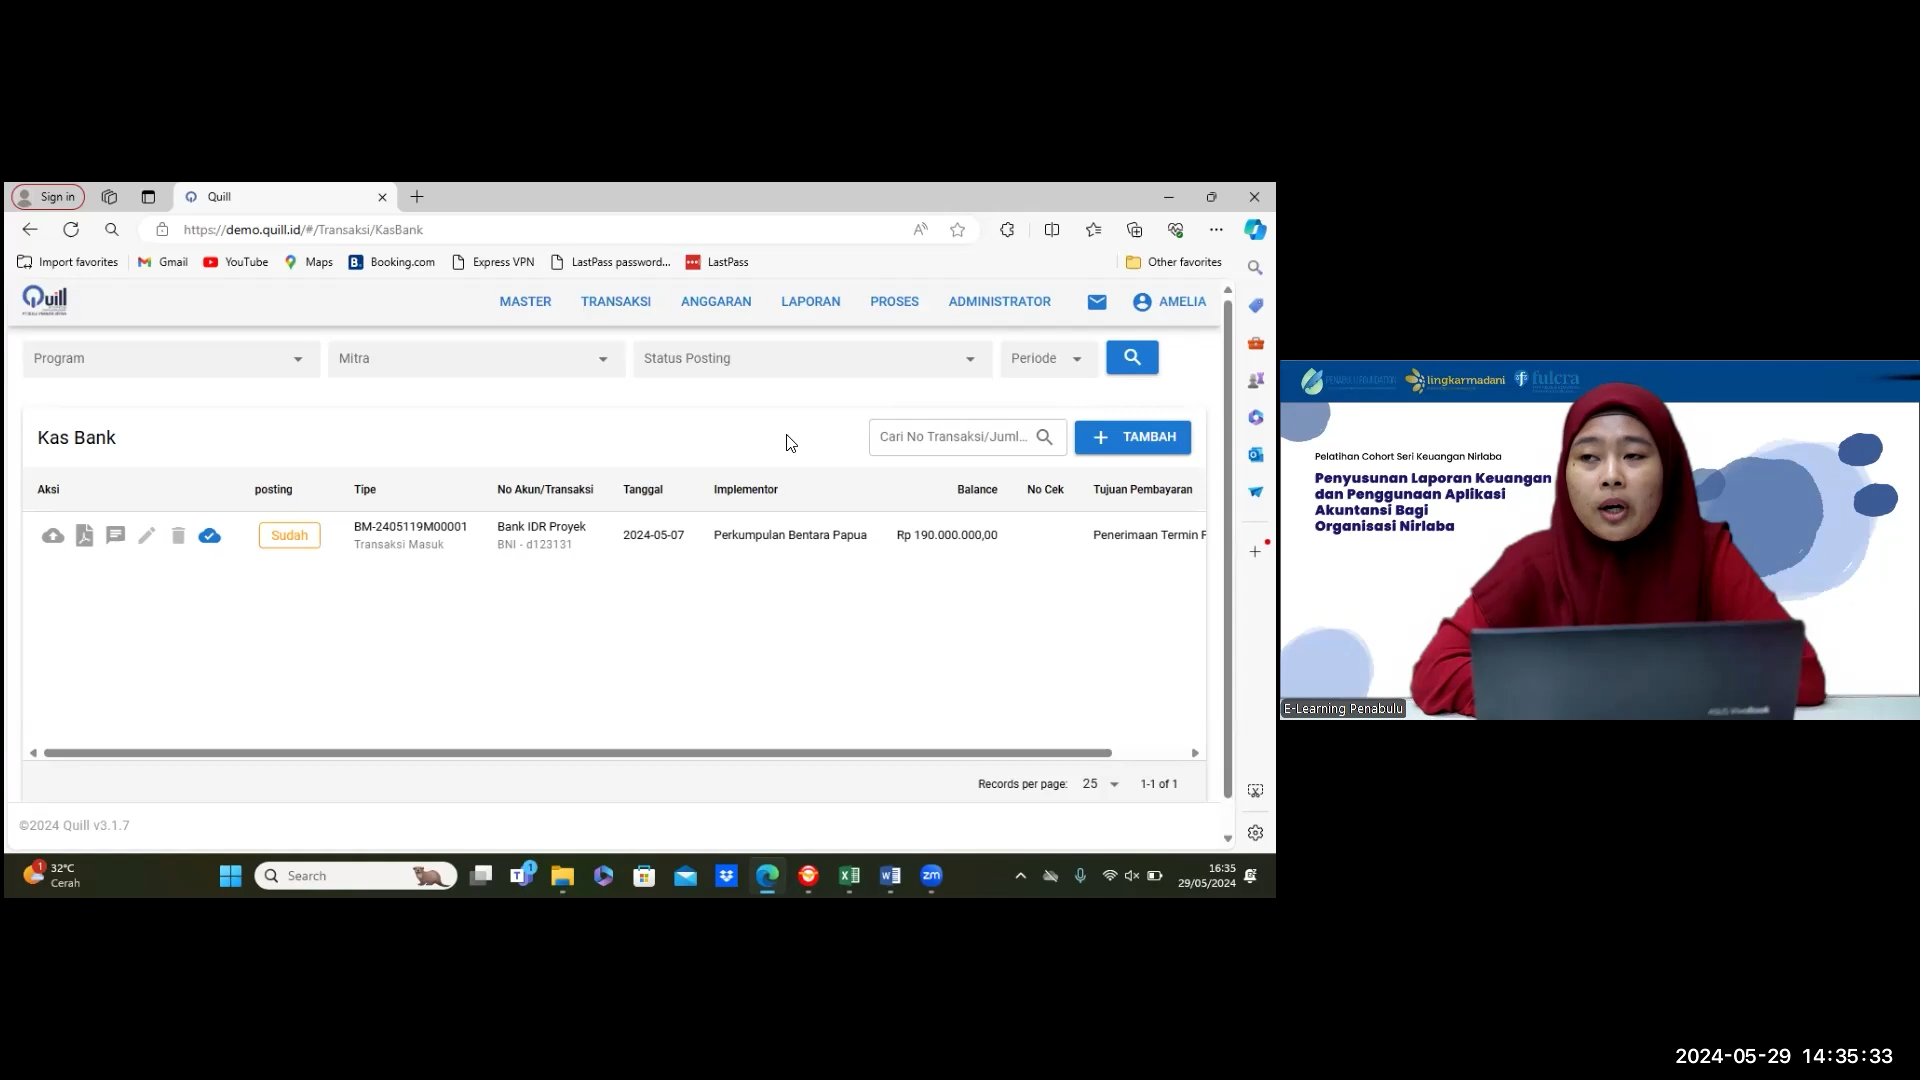 Sign in
Quill
https://demo.quill.id/#/Transaksi/KasBank
Import favorites
Gmail
YouTube
Maps
Booking.com
Express VPN
LastPass password...
LastPass
Other favorites
Quill
MASTER
TRANSAKSI
ANGGARAN
LAPORAN
PROSES
ADMINISTRATOR
AMELIA
Program
Mitra
Status Posting
Periode
Kas Bank
Cari No Transaksi/Juml...
+ TAMBAH
Aksi posting Tipe No Akun/Transaksi Tanggal Implementor Balance No Cek Tujuan Pembayaran
Sudah
BM-2405119M00001
Transaksi Masuk
Bank IDR Proyek
BNI - d123131
2024-05-07
Perkumpulan Bentara Papua
Rp 190.000.000,00
Penerimaan Termin
Records per page: 25 1-1 of 1
©2024 Quill v3.1.7
1
32°C
Cerah
Search
1
zm
16:35
29/05/2024
PENABULU FOUNDATION
lingkarmadani
fulcra
Pelatihan Cohort Seri Keuangan Nirlaba
Penyusunan Laporan Keuangan
dan Penggunaan Aplikasi
Akuntansi Bagi
Organisasi Nirlaba
E-Learning Penabulu
2024-05-29 14:35:33